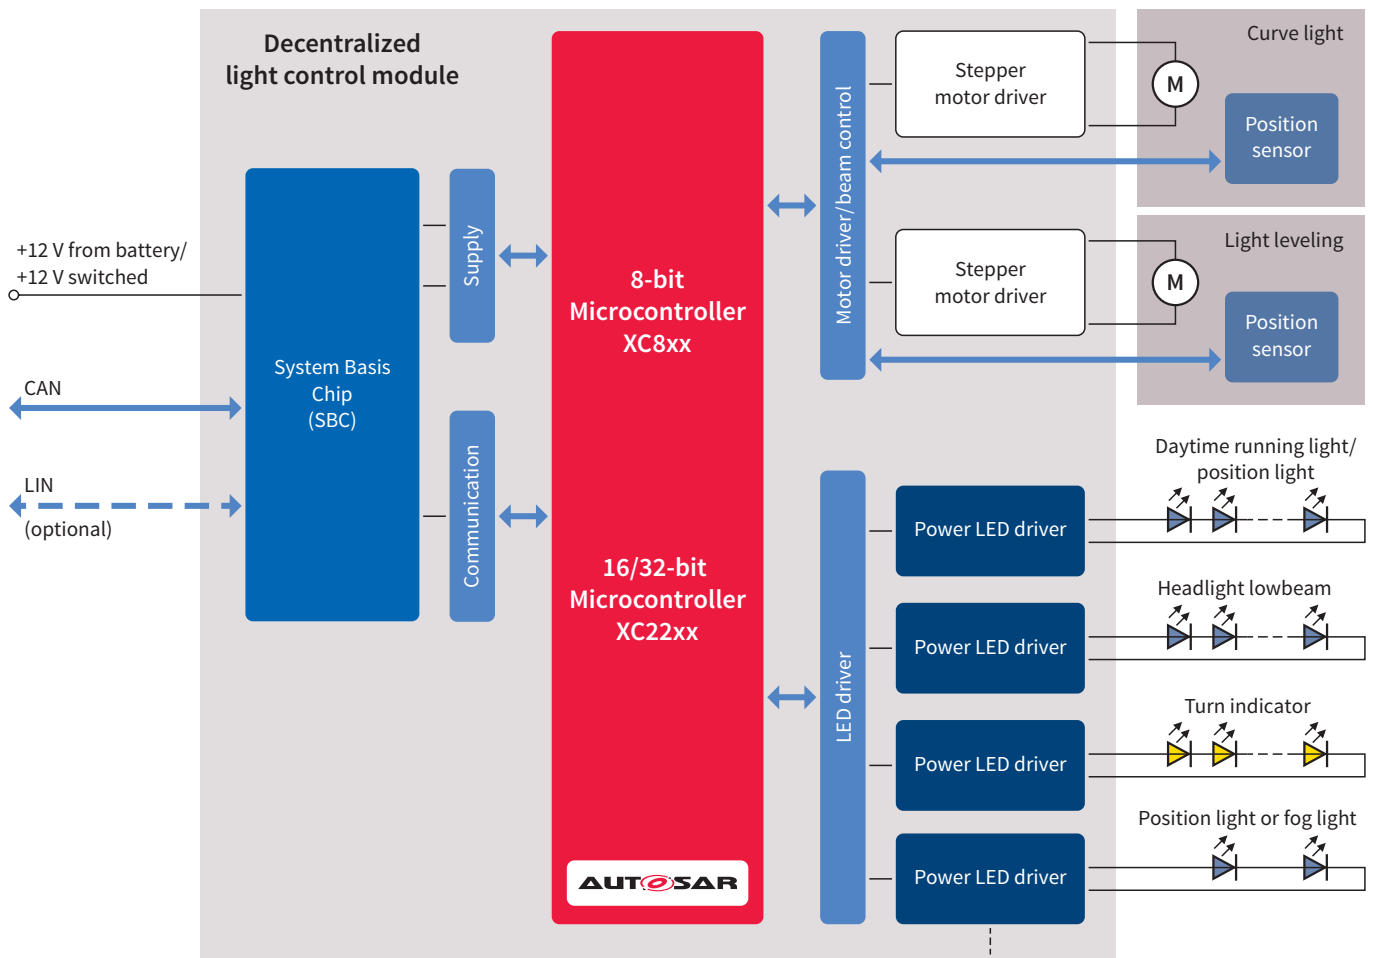 Decentralized
light control module
+12 V from battery/
+12 V switched
CAN
LIN
(optional)
System Basis
Chip
(SBC)
Supply
Communication
8-bit
Microcontroller
XC8xx
16/32-bit
Microcontroller
XC22xx
AUTOSAR
Motor driver/beam control
LED driver
Stepper
motor driver
M
Curve light
Position
sensor
Stepper
motor driver
M
Light leveling
Position
sensor
Power LED driver
Daytime running light/
position light
Power LED driver
Headlight lowbeam
Power LED driver
Turn indicator
Power LED driver
Position light or fog light